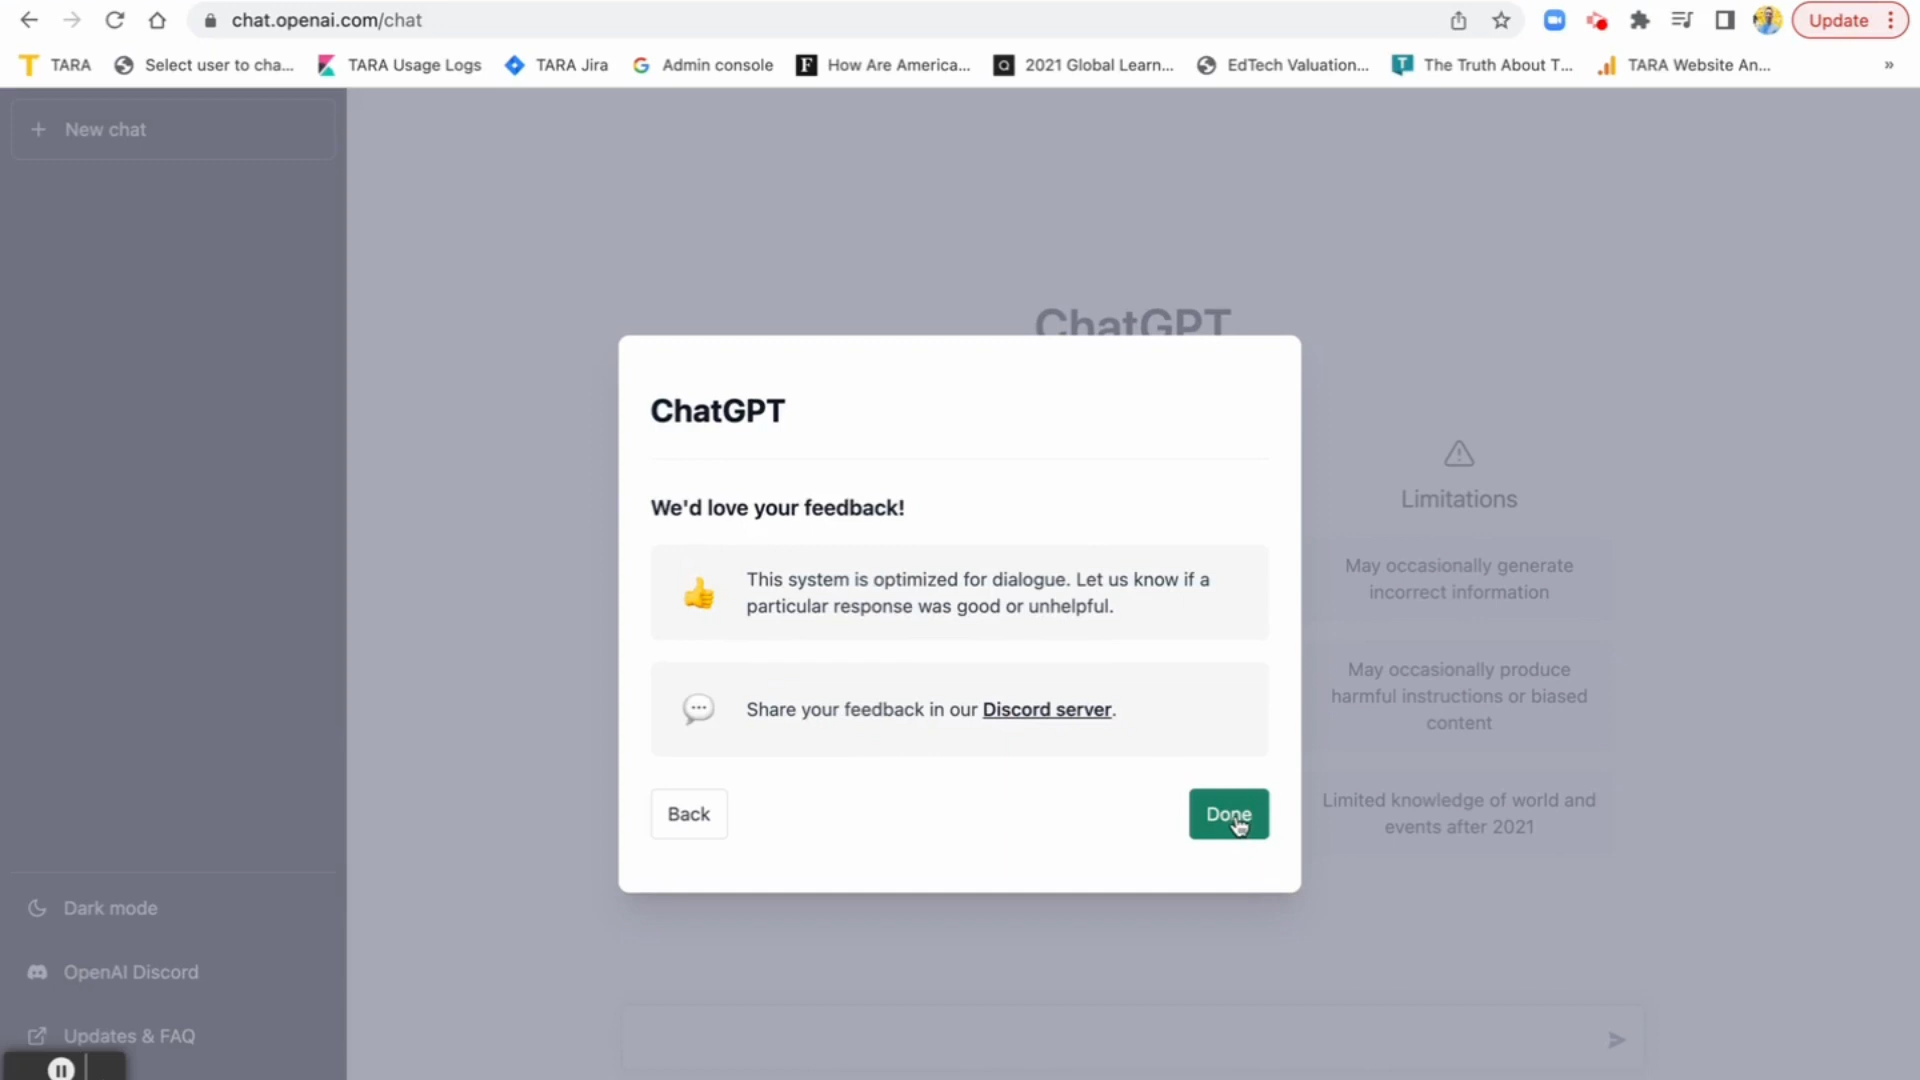 chat.openai.com/chat
Update
TARA
Select user to cha...
TARA Usage Logs
TARA Jira
Admin console
How Are America...
2021 Global Learn...
EdTech Valuation...
The Truth About T...
TARA Website An...
»
+ New chat
ChatGPT
ChatGPT
We'd love your feedback!
This system is optimized for dialogue. Let us know if a
particular response was good or unhelpful.
Share your feedback in our Discord server.
Back
Done
Limitations
May occasionally generate
incorrect information
May occasionally produce
harmful instructions or biased
content
Limited knowledge of world and
events after 2021
Dark mode
OpenAI Discord
Updates & FAQ